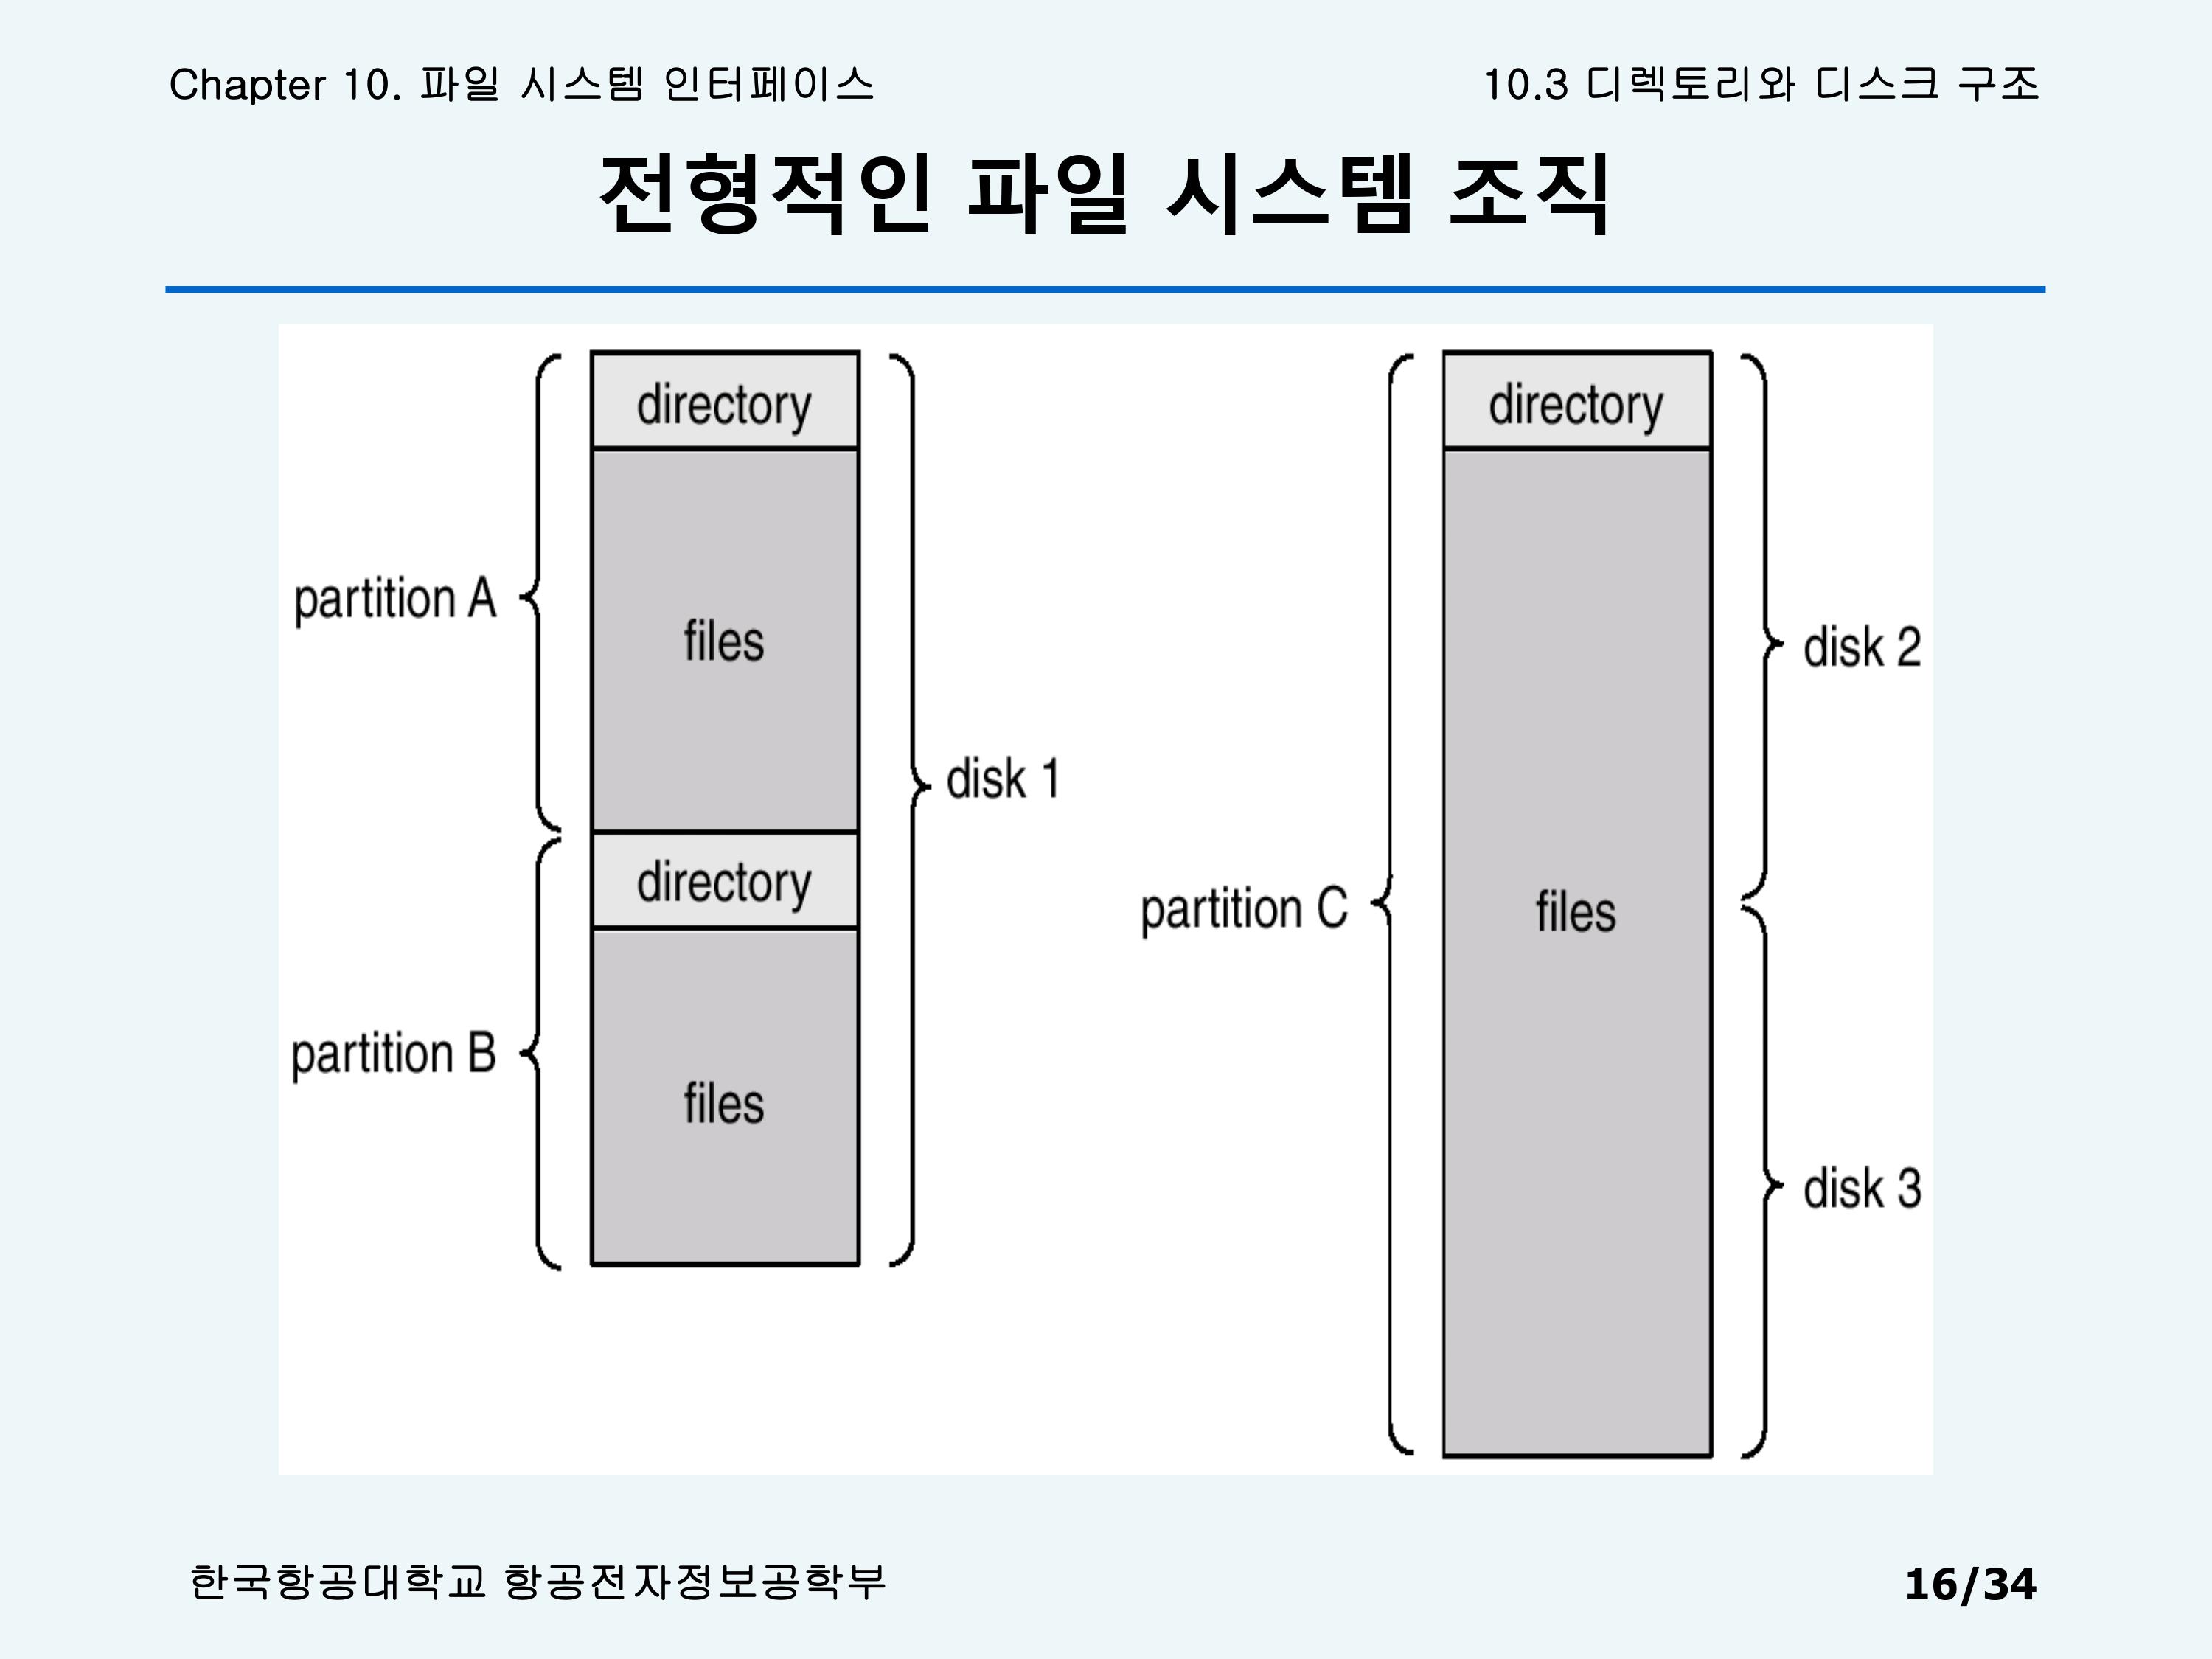 Chapter 10. 파일 시스템 인터페이스
10.3 디렉토리와 디스크 구조
전형적인 파일 시스템 조직
partition A
directory
files
partition B
directory
files
disk 1
partition C
directory
files
disk 2
disk 3
한국항공대학교 항공전자정보공학부
16/34